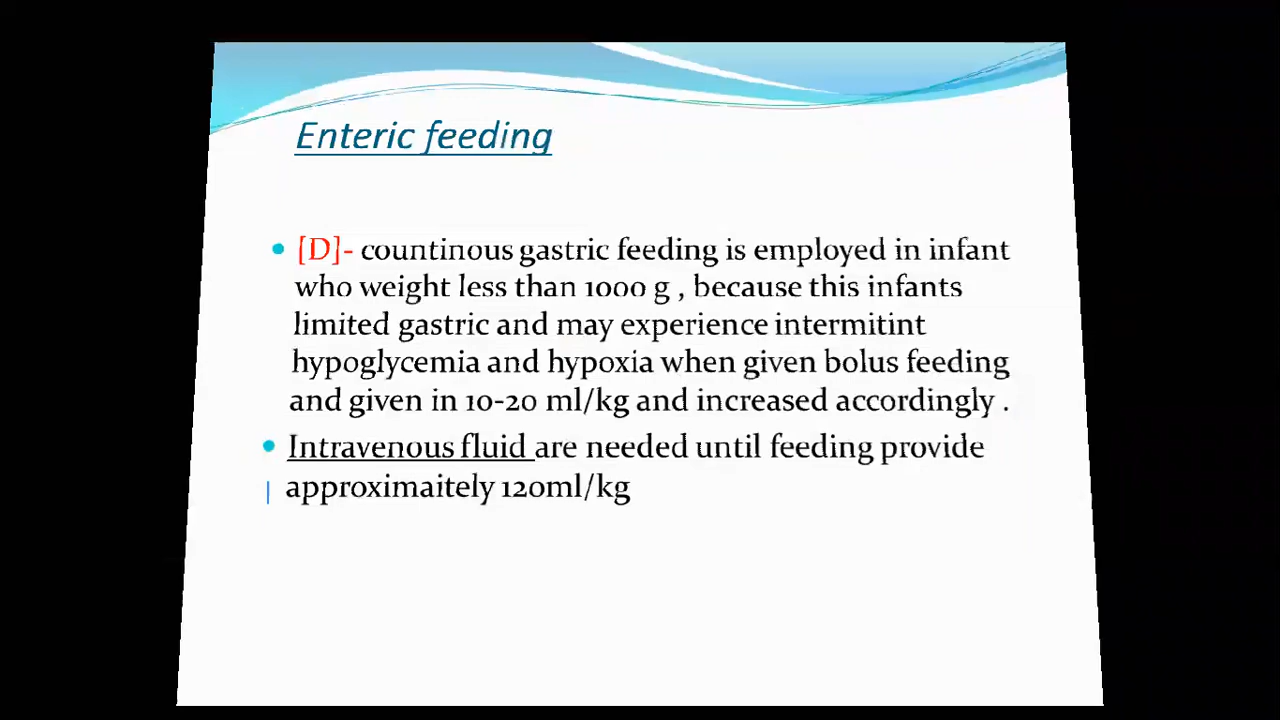 Enteric feeding
[D]- countinous gastric feeding is employed in infant
who weight less than 1000 g , because this infants
limited gastric and may experience intermitint
hypoglycemia and hypoxia when given bolus feeding
and given in 10-20 ml/kg and increased accordingly .
Intravenous fluid are needed until feeding provide
approximaitely 120ml/kg